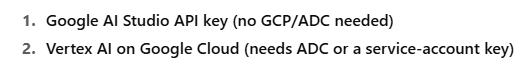 1. Google AI Studio API key (no GCP/ADC needed)
2. Vertex AI on Google Cloud (needs ADC or a service-account key)